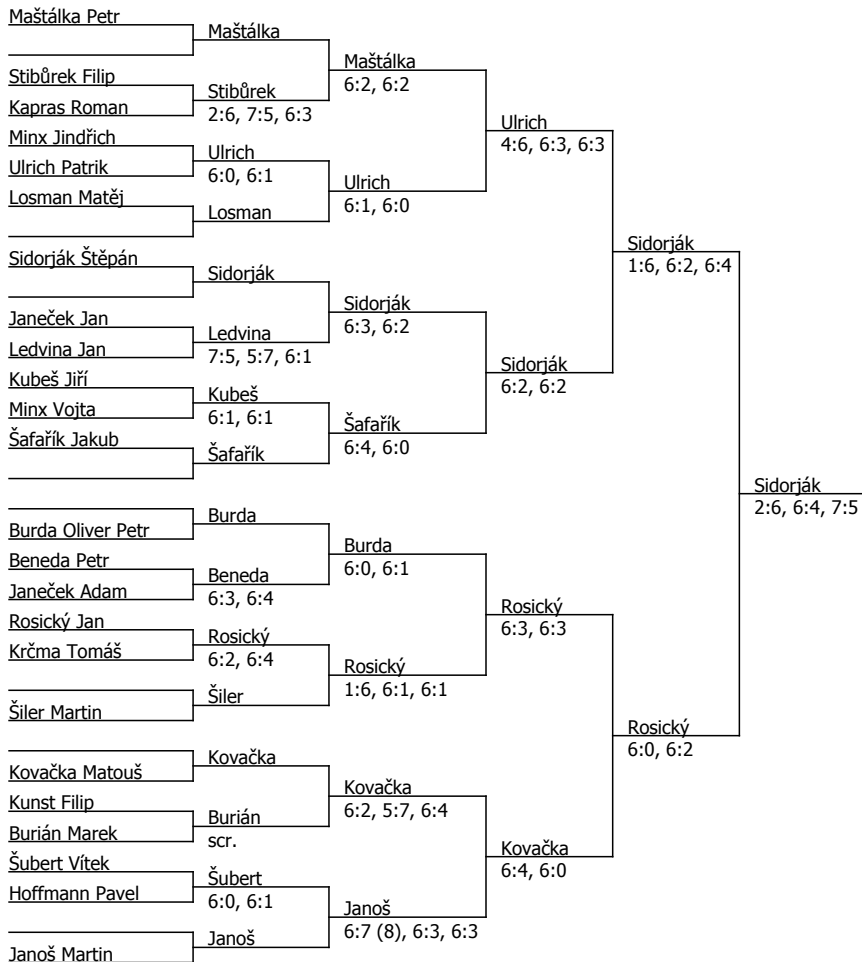 Maštálka Petr
Maštálka
Maštálka
6:2, 6:2
Stibůrek Filip
Stibůrek
2:6, 7:5, 6:3
Kapras Roman
Ulrich
4:6, 6:3, 6:3
Minx Jindřich
Ulrich
6:0, 6:1
Ulrich Patrik
Ulrich
6:1, 6:0
Losman Matěj
Losman
Sidorják
1:6, 6:2, 6:4
Sidorják Štěpán
Sidorják
Sidorják
6:3, 6:2
Janeček Jan
Ledvina
7:5, 5:7, 6:1
Ledvina Jan
Sidorják
6:2, 6:2
Kubeš Jiří
Kubeš
6:1, 6:1
Minx Vojta
Šafařík
6:4, 6:0
Šafařík Jakub
Šafařík
Sidorják
2:6, 6:4, 7:5
Burda
Burda Oliver Petr
Burda
6:0, 6:1
Beneda Petr
Beneda
6:3, 6:4
Janeček Adam
Rosický
6:3, 6:3
Rosický Jan
Rosický
6:2, 6:4
Krčma Tomáš
Rosický
1:6, 6:1, 6:1
Šiler
Šiler Martin
Rosický
6:0, 6:2
Kovačka
Kovačka Matouš
Kovačka
6:2, 5:7, 6:4
Kunst Filip
Burián
scr.
Burián Marek
Kovačka
6:4, 6:0
Šubert Vítek
Šubert
6:0, 6:1
Hoffmann Pavel
Janoš
6:7 (8), 6:3, 6:3
Janoš
Janoš Martin